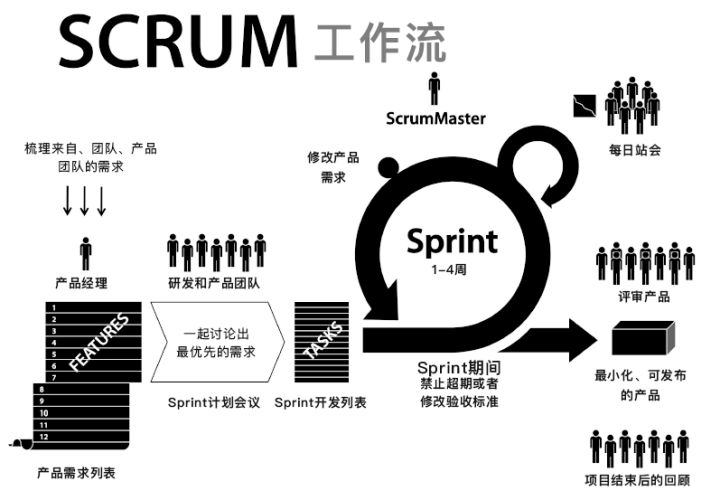 SCRUM 工作流
ScrumMaster
每日站会
梳理来自、团队、产品
团队的需求
修改产品
需求
产品经理
研发和产品团队
Sprint
1-4周
评审产品
1
2
3
4
5
6
7
FEATURES
8
9
10
11
12
一起讨论出
最优先的需求
TASKS
Sprint计划会议
Sprint开发列表
Sprint期间
禁止超期或者
修改验收标准
最小化、可发布
的产品
产品需求列表
项目结束后的回顾